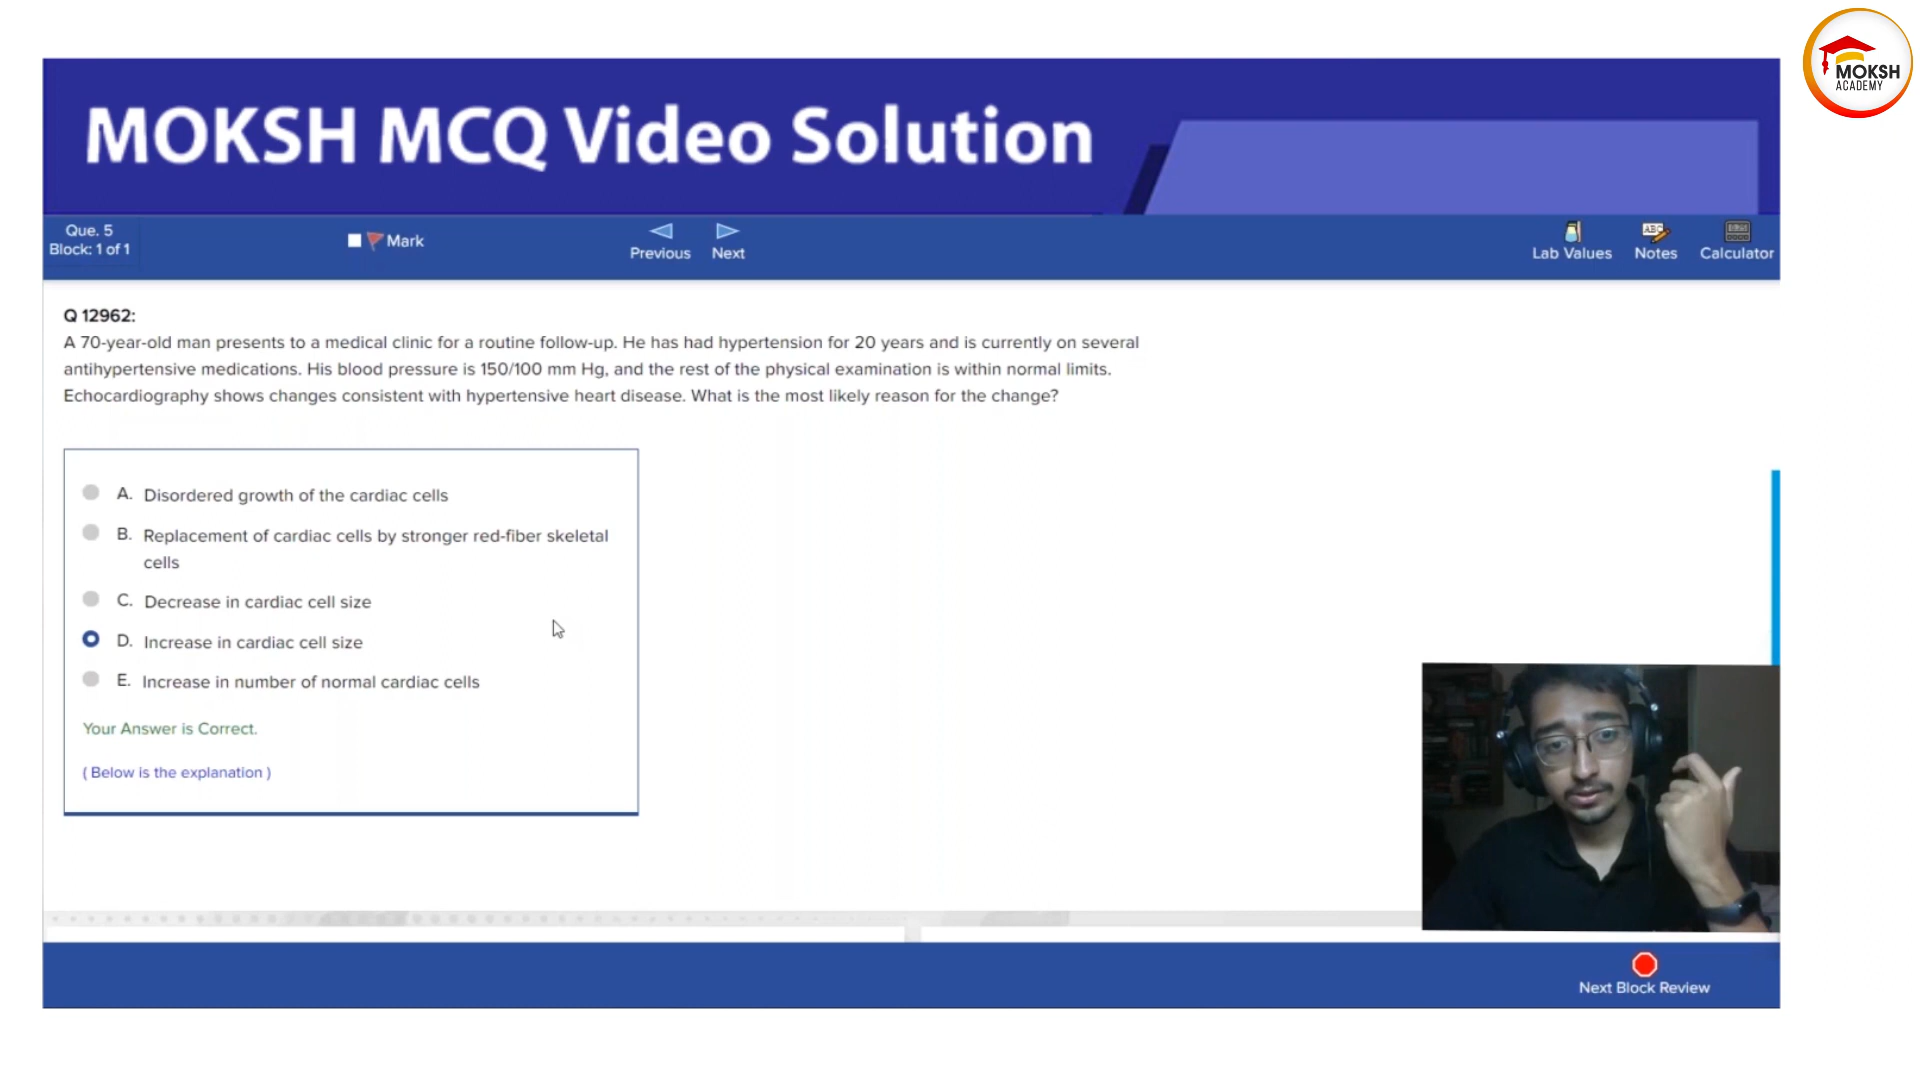 MOKSH
ACADEMY
MOKSH MCQ Video Solution
Que. 5
Block: 1 of 1
Mark
Previous
Next
Lab Values
Notes
Calculator
Q 12962:
A 70-year-old man presents to a medical clinic for a routine follow-up. He has had hypertension for 20 years and is currently on several
antihypertensive medications. His blood pressure is 150/100 mm Hg, and the rest of the physical examination is within normal limits.
Echocardiography shows changes consistent with hypertensive heart disease. What is the most likely reason for the change?
A. Disordered growth of the cardiac cells
B. Replacement of cardiac cells by stronger red-fiber skeletal
cells
C. Decrease in cardiac cell size
D. Increase in cardiac cell size
E. Increase in number of normal cardiac cells
Your Answer is Correct.
( Below is the explanation )
Next Block Review